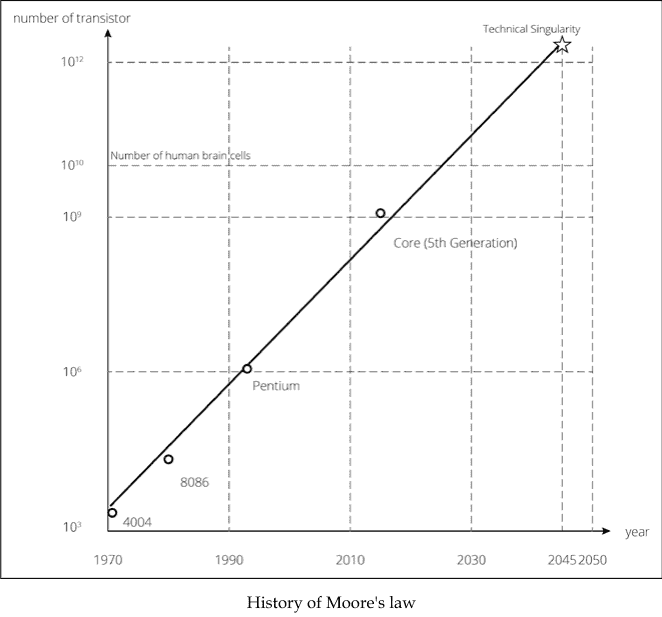 number of transistor
Technical Singularity
10¹²
Number of human brain cells
10¹⁰
10⁹
Core (5th Generation)
10⁶
Pentium
8086
10³
4004
year
1970 1990 2010 2030 2045 2050
History of Moore's law